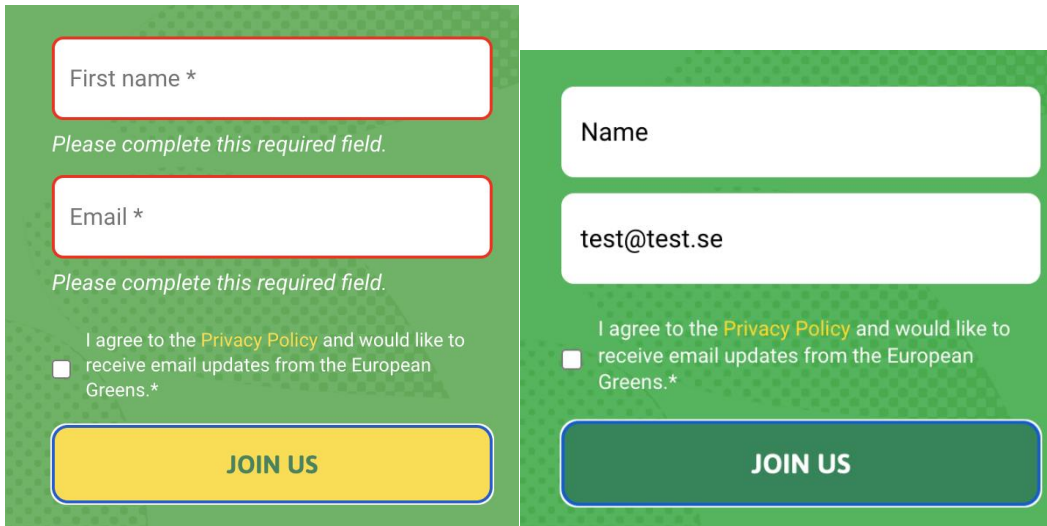 First name *
Please complete this required field.
Email *
Please complete this required field.
I agree to the Privacy Policy and would like to
receive email updates from the European
Greens.*
JOIN US
Name
test@test.se
I agree to the Privacy Policy and would like to
receive email updates from the European
Greens.*
JOIN US